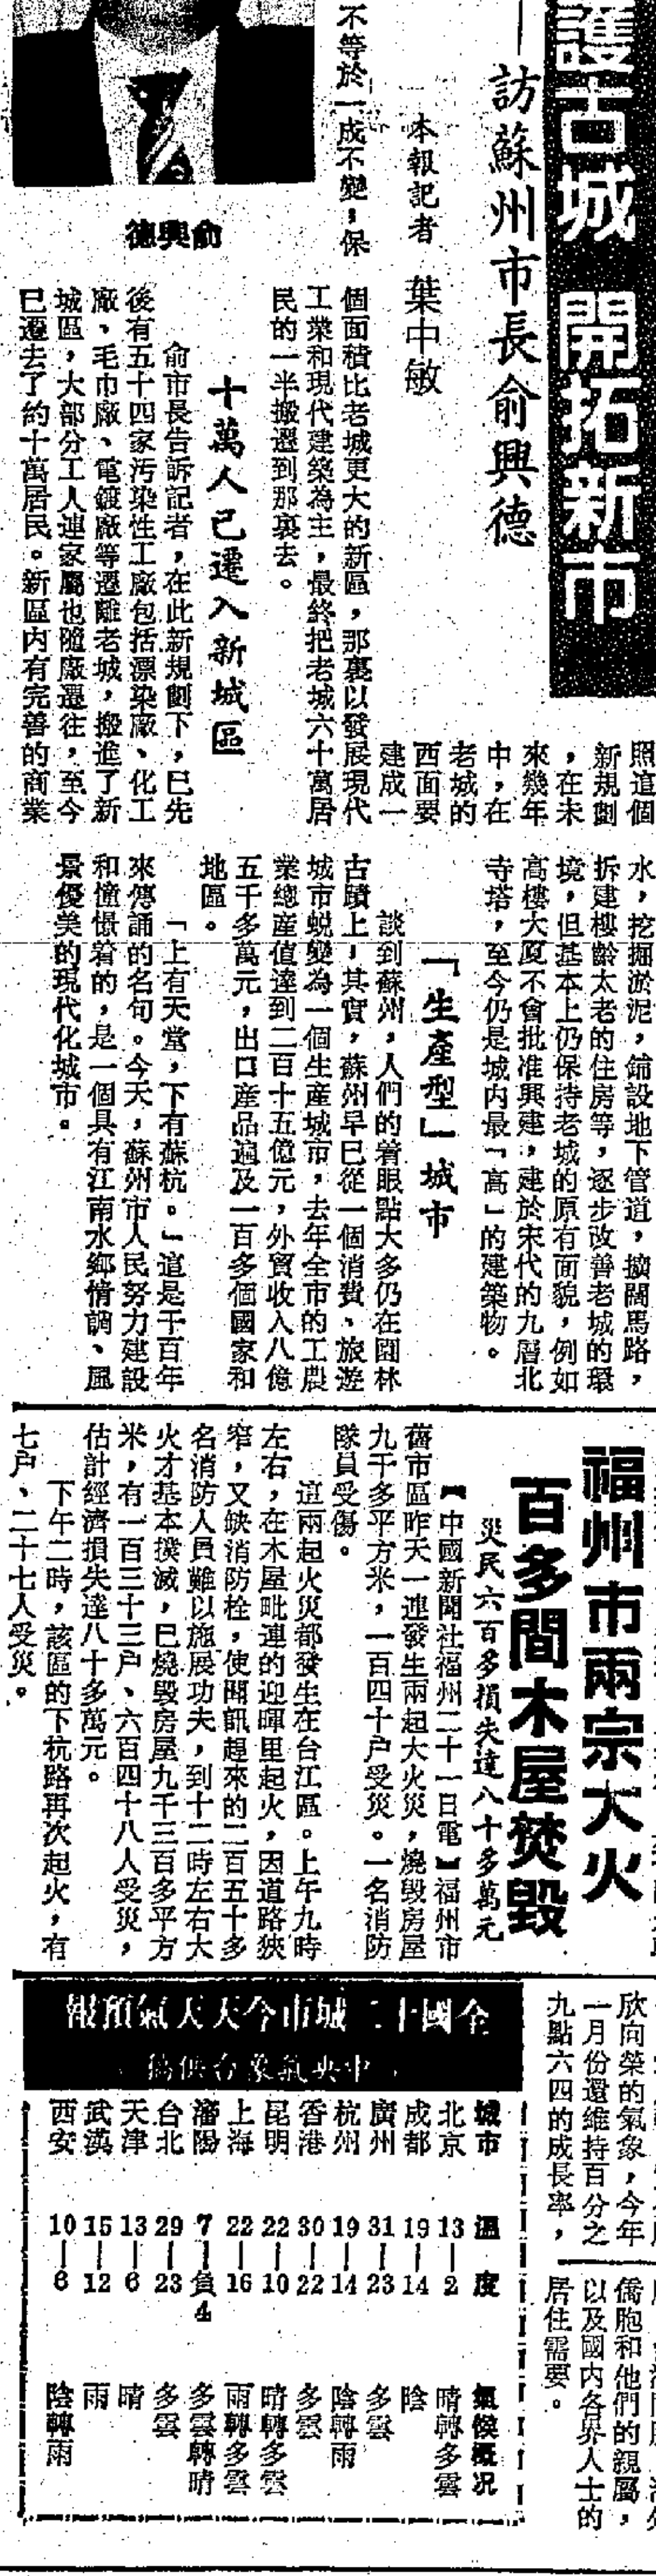 護古城 開拓新市
—訪蘇州市長俞興德
本報記者 葉中敏
不等於一成不變，保
俞興德
照這個
新規劃
，在未
來幾年
中，在
老城的
西面要
建成一
個面積比老城更大的新區，那裏以發展現代
工業和現代建築為主，最終把老城六十萬居
民的一半搬遷到那裏去。
十萬人已遷入新城區
俞市長告訴記者，在此新規劃下，已先
後有五十四家污染性工廠包括漂染廠、化工
廠、毛巾廠、電鍍廠等遷離老城，搬進了新
城區，大部分工人連家屬也隨廠遷往，至今
已遷去了約十萬居民。新區內有完善的商業
水，挖掘淤泥，鋪設地下管道，擴闊馬路，
拆建樓齡太老的住房等，逐步改善老城的環
境，但基本上仍保持老城的原有面貌，例如
高樓大厦不會批准興建，建於宋代的九層北
寺塔，至今仍是城內最「高」的建築物。
「生產型」城市
談到蘇州，人們的着眼點大多仍在園林
古蹟上，其實，蘇州早已從一個消費、旅遊
城市蛻變為一個生產城市，去年全市的工農
業總産值達到二百十五億元，外貿收入八億
五千多萬元，出口産品遍及一百多個國家和
地區。
「上有天堂，下有蘇杭。」這是千百年
來傳誦的名句。今天，蘇州市人民努力建設
和憧憬着的，是一個具有江南水鄉情調、風
景優美的現代化城市。
福州市兩宗大火
百多間木屋焚毀
災民六百多損失達八十多萬元
【中國新聞社福州二十一日電】福州市
舊市區昨天一連發生兩起大火災，燒毀房屋
九千多平方米，一百四十户受災。一名消防
隊員受傷。
這兩起火災都發生在台江區。上午九時
左右，在木屋毗連的迎暉里起火，因道路狹
窄，又缺消防栓，使聞訊趕來的二百五十多
名消防人員難以施展功夫，到十二時左右大
火才基本撲滅，已燒毀房屋九千三百多平方
米，有一百三十三户、六百四十八人受災，
估計經濟損失達八十多萬元。
下午二時，該區的下杭路再次起火，有
七户、二十七人受災。
欣向榮的氣象，今年
一月份還維持百分之
九點六四的成長率，
僑胞和他們的親屬，
以及國内各界人士的
居住需要。
全國十二城市今天天氣預報
中央氣象台供稿
城市 溫度 氣候概況
北京 13—2 晴轉多雲
成都 19—14 陰
廣州 31—23 多雲
杭州 19—14 陰轉雨
香港 30—22 多雲
昆明 22—10 晴轉多雲
上海 22—16 雨轉多雲
瀋陽 7—負4 多雲轉晴
台北 29—23 多雲
天津 13—6 晴
武漢 15—12 雨
西安 10—6 陰轉雨